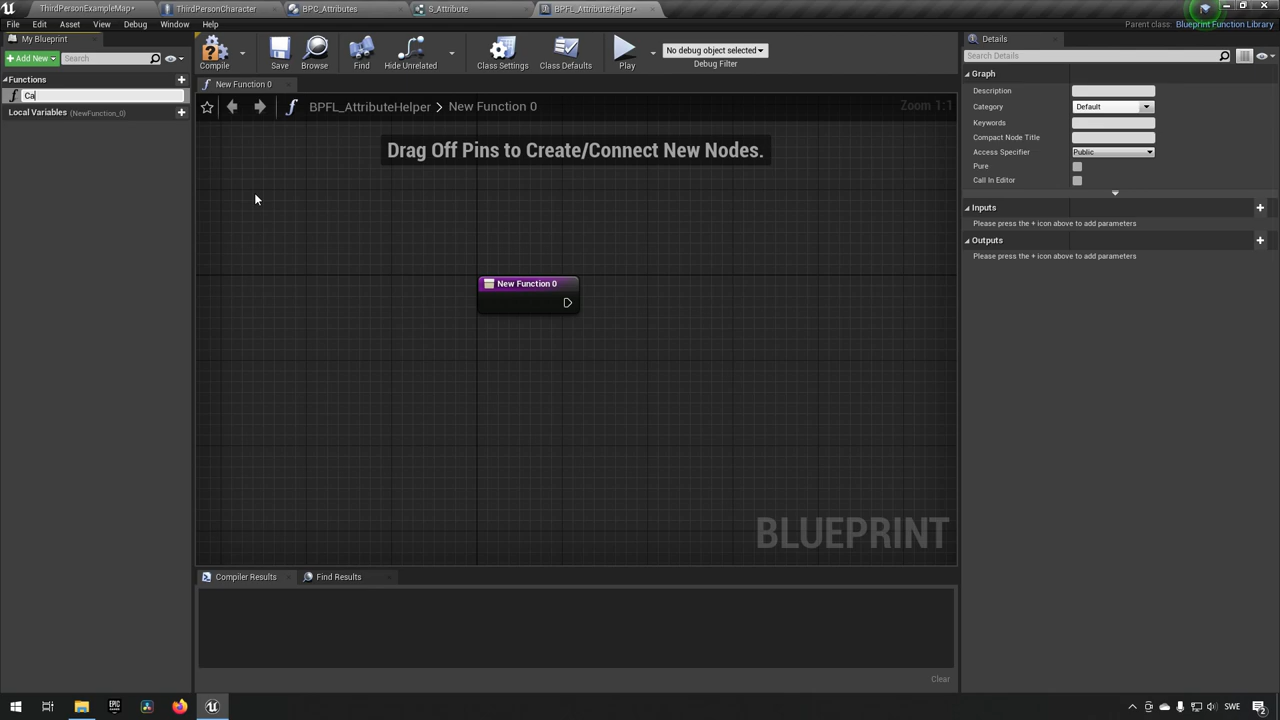 ThirdPersonExampleMap*
ThirdPersonCharacter
BPC_Attributes
S_Attribute
BPFL_AttributeHelper*
File Edit Asset View Debug Window Help
Parent class: Blueprint Function Library
My Blueprint
Details
Add New
Search
Compile
Save
Browse
Find
Hide Unrelated
Class Settings
Class Defaults
Play
No debug object selected
Debug Filter
Search Details
Functions
Ca
Local Variables (NewFunction_0)
New Function 0
BPFL_AttributeHelper > New Function 0
Zoom 1:1
Drag Off Pins to Create/Connect New Nodes.
New Function 0
BLUEPRINT
Graph
Description
Category Default
Keywords
Compact Node Title
Access Specifier Public
Pure
Call In Editor
Inputs
Please press the + icon above to add parameters
Outputs
Please press the + icon above to add parameters
Compiler Results
Find Results
Clear
EPIC GAMES
SWE
2